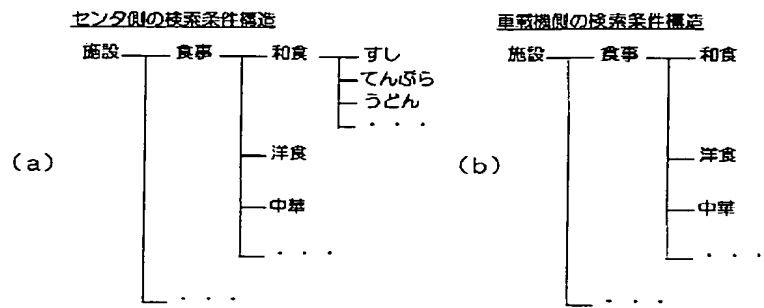 センタ側の検索条件構造
施設 食事 和食 すし
てんぷら
うどん
・・・
洋食
中華
・・・
・・・
(a)
車載機側の検索条件構造
施設 食事 和食
洋食
中華
・・・
・・・
(b)